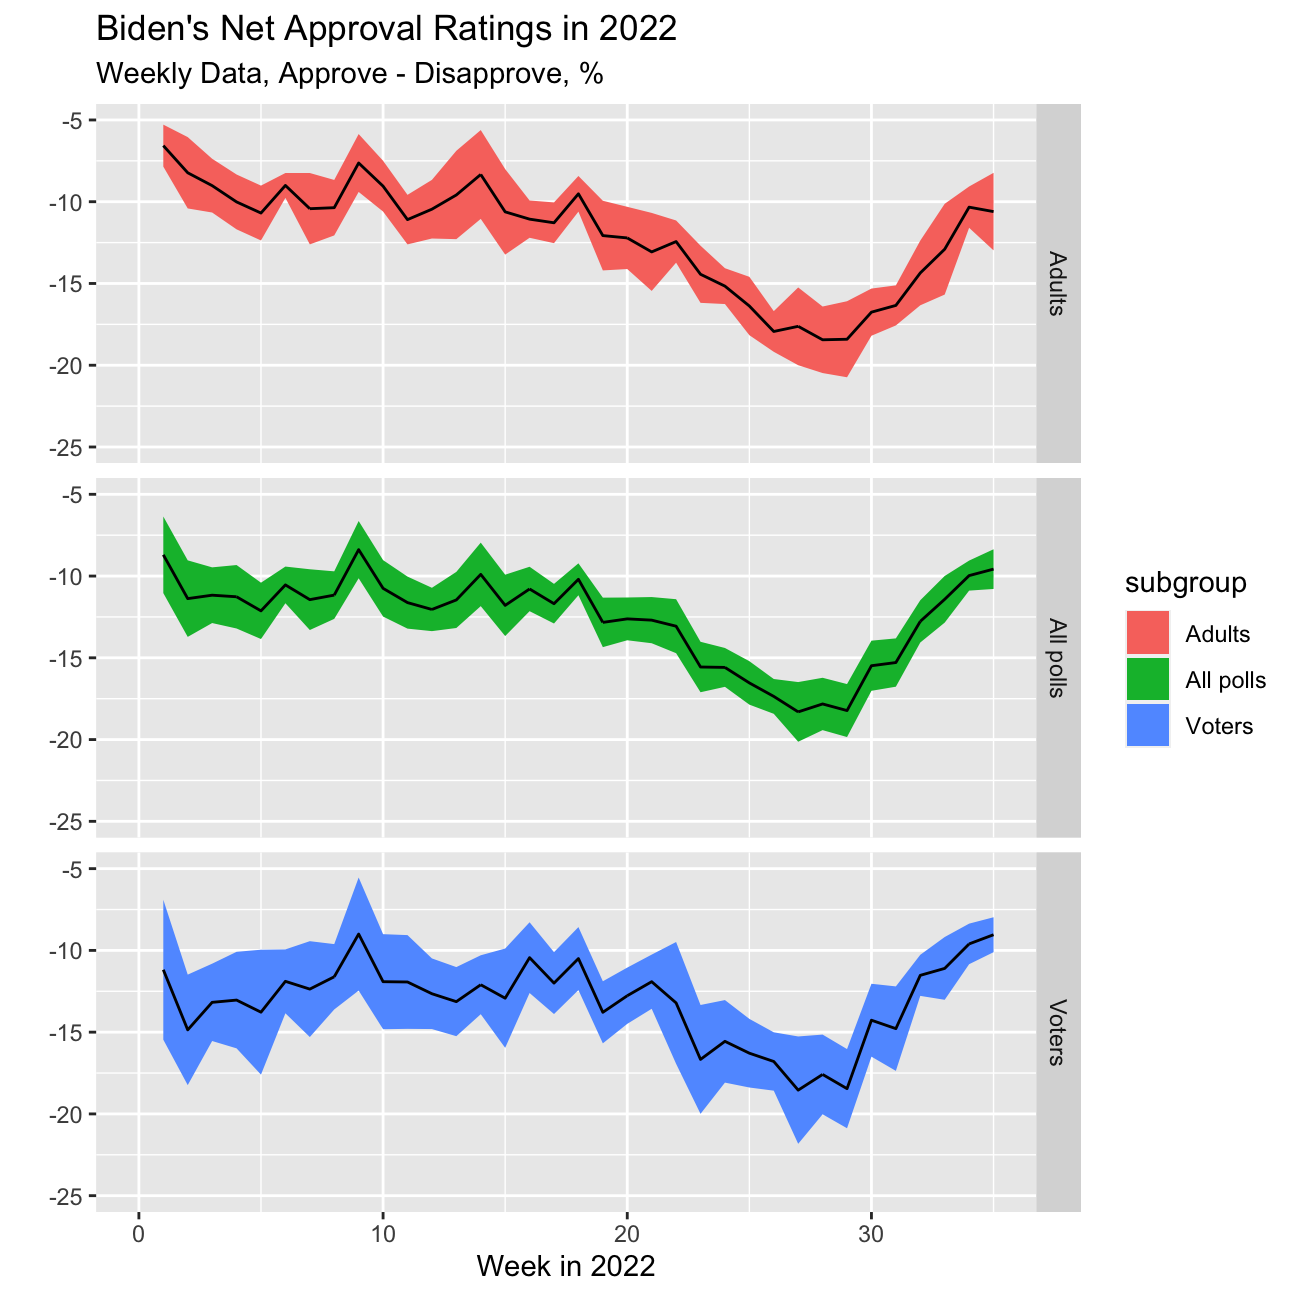 Biden's Net Approval Ratings in 2022
Weekly Data, Approve - Disapprove, %
-5
-10
-15
-20
-25
Adults
-5
-10
-15
-20
-25
All polls
-5
-10
-15
-20
-25
Voters
0 10 20 30
Week in 2022
subgroup
Adults
All polls
Voters